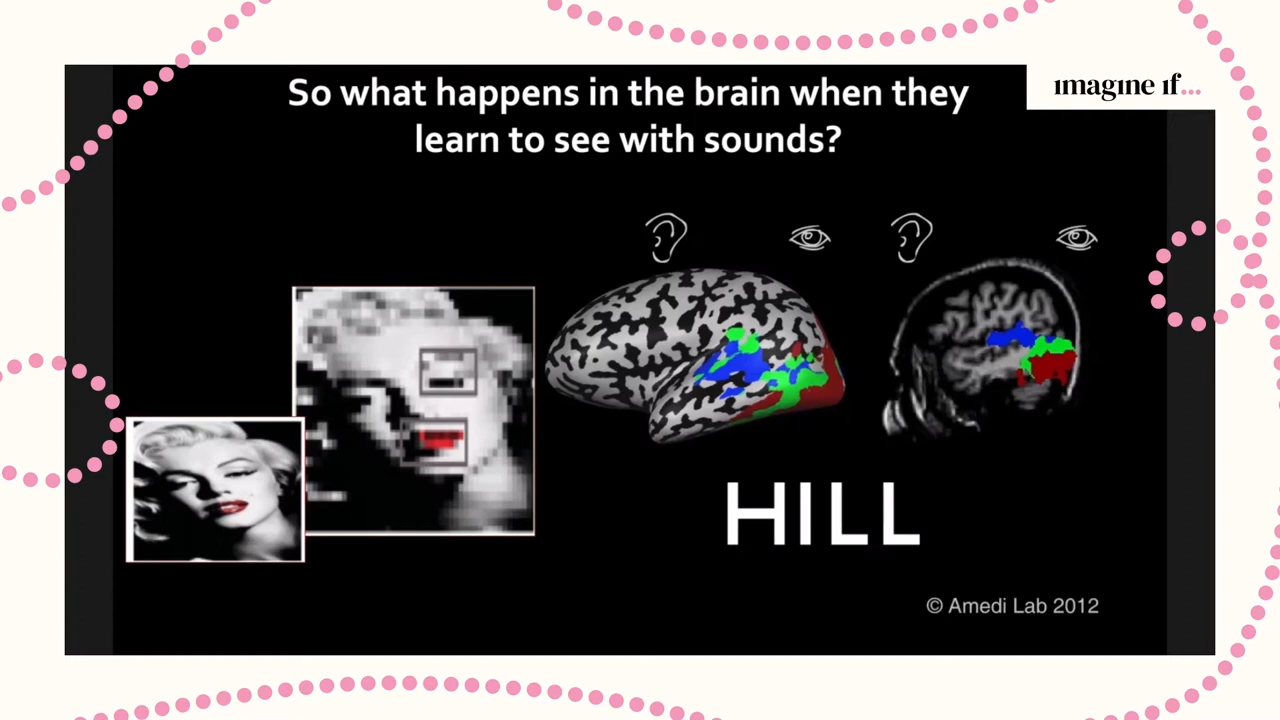 So what happens in the brain when they
learn to see with sounds?
imagine if...
HILL
© Amedi Lab 2012